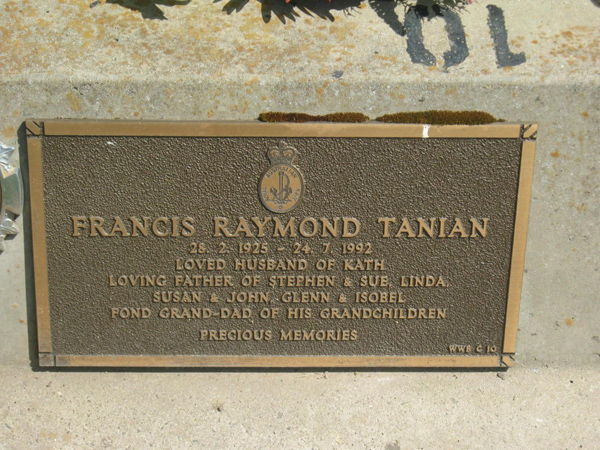 FRANCIS RAYMOND TANIAN
28. 2. 1925 - 24. 7. 1992
LOVED HUSBAND OF KATH.
LOVING FATHER OF STEPHEN & SUE, LINDA,
SUSAN & JOHN, GLENN & ISOBEL
FOND GRAND-DAD OF HIS GRANDCHILDREN
PRECIOUS MEMORIES
WWB C 10